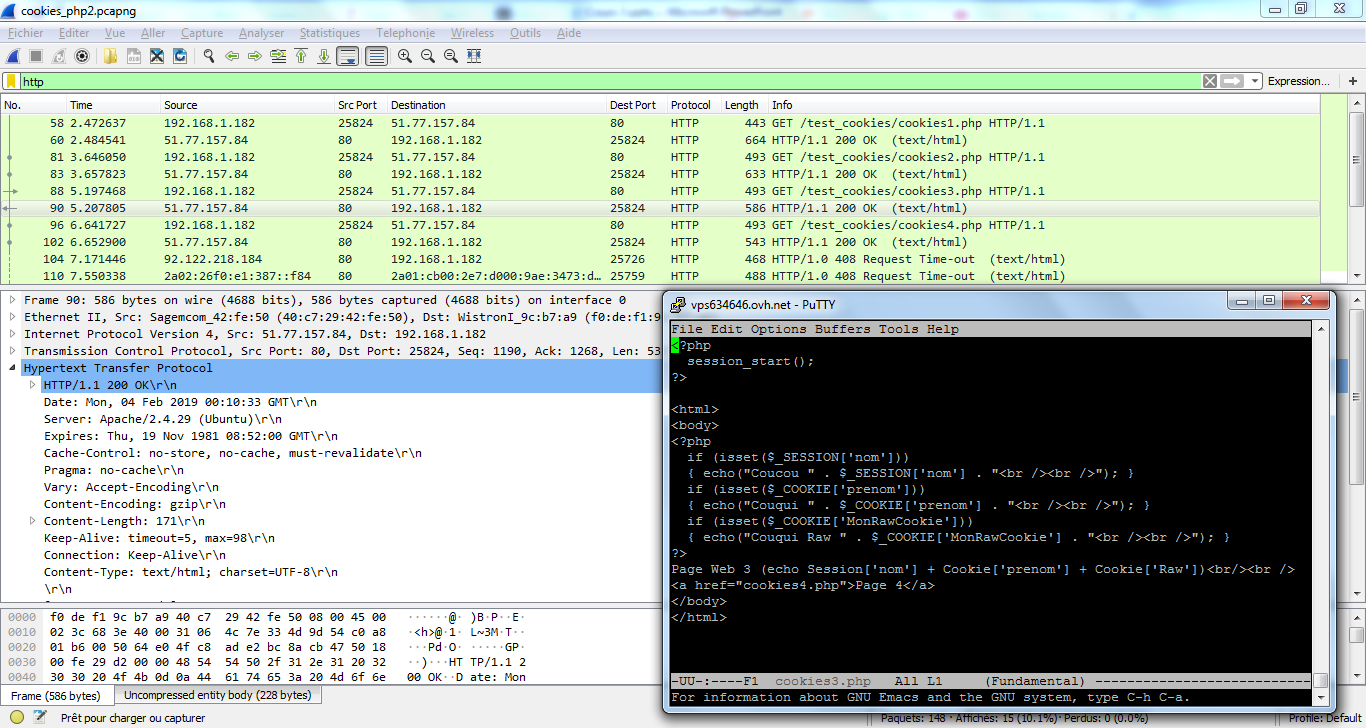 cookies_php2.pcapng
Fichier Editer Vue Aller Capture Analyser Statistiques Telephonie Wireless Outils Aide
http Expression... +
No. Time Source Src Port Destination Dest Port Protocol Length Info
58 2.472637 192.168.1.182 25824 51.77.157.84 80 HTTP 443 GET /test_cookies/cookies1.php HTTP/1.1
60 2.484541 51.77.157.84 80 192.168.1.182 25824 HTTP 664 HTTP/1.1 200 OK (text/html)
81 3.646050 192.168.1.182 25824 51.77.157.84 80 HTTP 493 GET /test_cookies/cookies2.php HTTP/1.1
83 3.657823 51.77.157.84 80 192.168.1.182 25824 HTTP 633 HTTP/1.1 200 OK (text/html)
88 5.197468 192.168.1.182 25824 51.77.157.84 80 HTTP 493 GET /test_cookies/cookies3.php HTTP/1.1
90 5.207805 51.77.157.84 80 192.168.1.182 25824 HTTP 586 HTTP/1.1 200 OK (text/html)
96 6.641727 192.168.1.182 25824 51.77.157.84 80 HTTP 493 GET /test_cookies/cookies4.php HTTP/1.1
102 6.652900 51.77.157.84 80 192.168.1.182 25824 HTTP 543 HTTP/1.1 200 OK (text/html)
104 7.171446 92.122.218.184 80 192.168.1.182 25726 HTTP 468 HTTP/1.0 408 Request Time-out (text/html)
110 7.550338 2a02:26f0:e1:387::f84 80 2a01:cb00:2e7:d000:9ae:3473:d… 25759 HTTP 488 HTTP/1.0 408 Request Time-out (text/html)
Frame 90: 586 bytes on wire (4688 bits), 586 bytes captured (4688 bits) on interface 0
Ethernet II, Src: Sagemcom_42:fe:50 (40:c7:29:42:fe:50), Dst: WistronI_9c:b7:a9 (f0:de:f1:9
Internet Protocol Version 4, Src: 51.77.157.84, Dst: 192.168.1.182
Transmission Control Protocol, Src Port: 80, Dst Port: 25824, Seq: 1190, Ack: 1268, Len: 53
Hypertext Transfer Protocol
HTTP/1.1 200 OK\r\n
Date: Mon, 04 Feb 2019 00:10:33 GMT\r\n
Server: Apache/2.4.29 (Ubuntu)\r\n
Expires: Thu, 19 Nov 1981 08:52:00 GMT\r\n
Cache-Control: no-store, no-cache, must-revalidate\r\n
Pragma: no-cache\r\n
Vary: Accept-Encoding\r\n
Content-Encoding: gzip\r\n
Content-Length: 171\r\n
Keep-Alive: timeout=5, max=98\r\n
Connection: Keep-Alive\r\n
Content-Type: text/html; charset=UTF-8\r\n
\r\n
0000 f0 de f1 9c b7 a9 40 c7 29 42 fe 50 08 00 45 00 ······@· )B·P··E·
0010 02 3c 68 3e 40 00 31 06 4c 7e 33 4d 9d 54 c0 a8 ·<h>@·1· L~3M·T··
0020 01 b6 00 50 64 e0 4f c8 ad e2 bc 8a cb 47 50 18 ···Pd·O· ·····GP·
0030 00 fe 29 d2 00 00 48 54 54 50 2f 31 2e 31 20 32 ··)···HT TP/1.1 2
0040 30 30 20 4f 4b 0d 0a 44 61 74 65 3a 20 4d 6f 6e 00 OK··D ate: Mon
Frame (586 bytes) Uncompressed entity body (228 bytes)
Prêt pour charger ou capturer
Paquets: 148 · Affichés: 15 (10.1%) · Perdus: 0 (0.0%) Profile: Default
vps634646.ovh.net - PuTTY
File Edit Options Buffers Tools Help
<?php
session_start();
?>
<html>
<body>
<?php
if (isset($_SESSION['nom']))
{ echo("Coucou " . $_SESSION['nom'] . "<br /><br />"); }
if (isset($_COOKIE['prenom']))
{ echo("Couqui " . $_COOKIE['prenom'] . "<br /><br />"); }
if (isset($_COOKIE['MonRawCookie']))
{ echo("Couqui Raw " . $_COOKIE['MonRawCookie'] . "<br /><br />"); }
?>
Page Web 3 (echo Session['nom'] + Cookie['prenom'] + Cookie['Raw'])<br/><br />
<a href="cookies4.php">Page 4</a>
</body>
</html>
-UU-:----F1 cookies3.php All L1 (Fundamental) ---------------------------
For information about GNU Emacs and the GNU system, type C-h C-a.